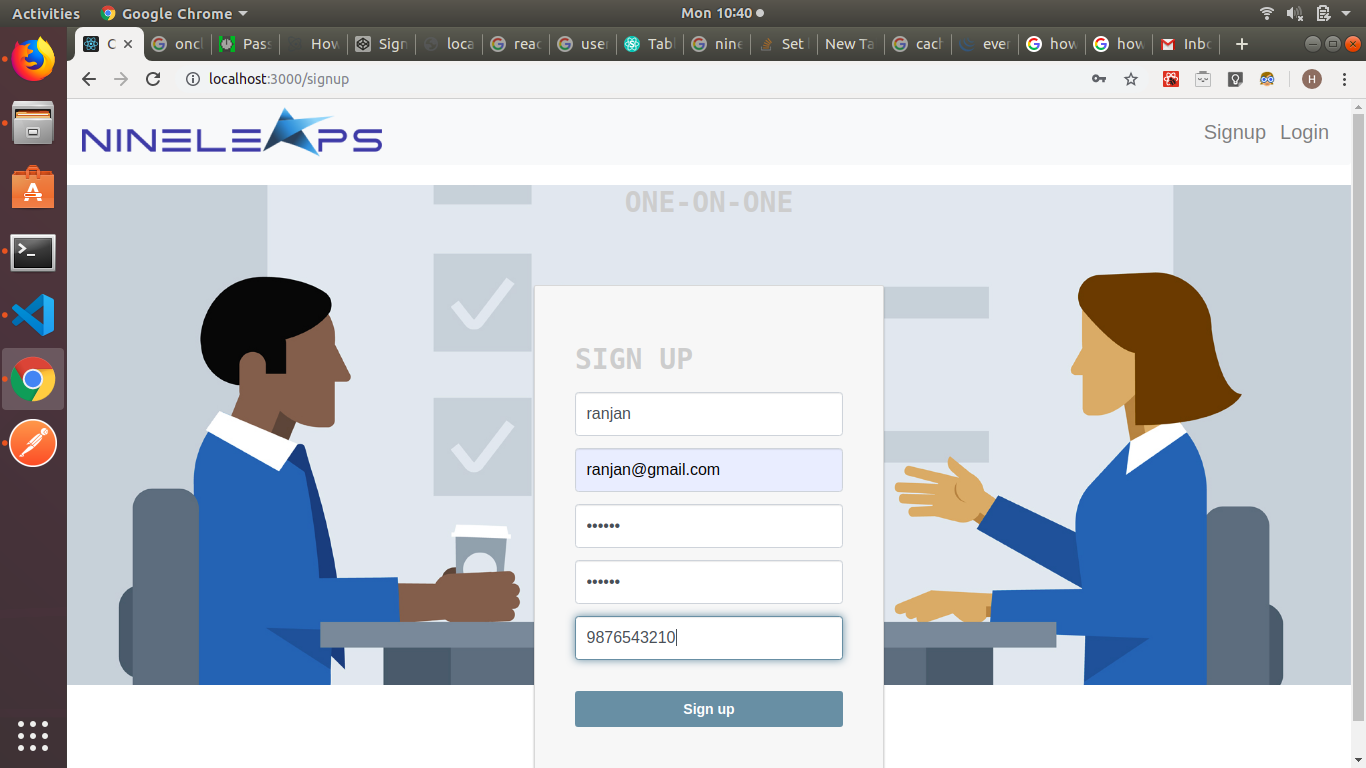 Activities Google Chrome Mon 10:40
C oncl Pass How Sign loca reac user Tabl nine Set New Ta cach ever how how Inbo
localhost:3000/signup H
NINELEAPS Signup Login
ONE-ON-ONE
SIGN UP
ranjan
ranjan@gmail.com
••••••
••••••
9876543210
Sign up